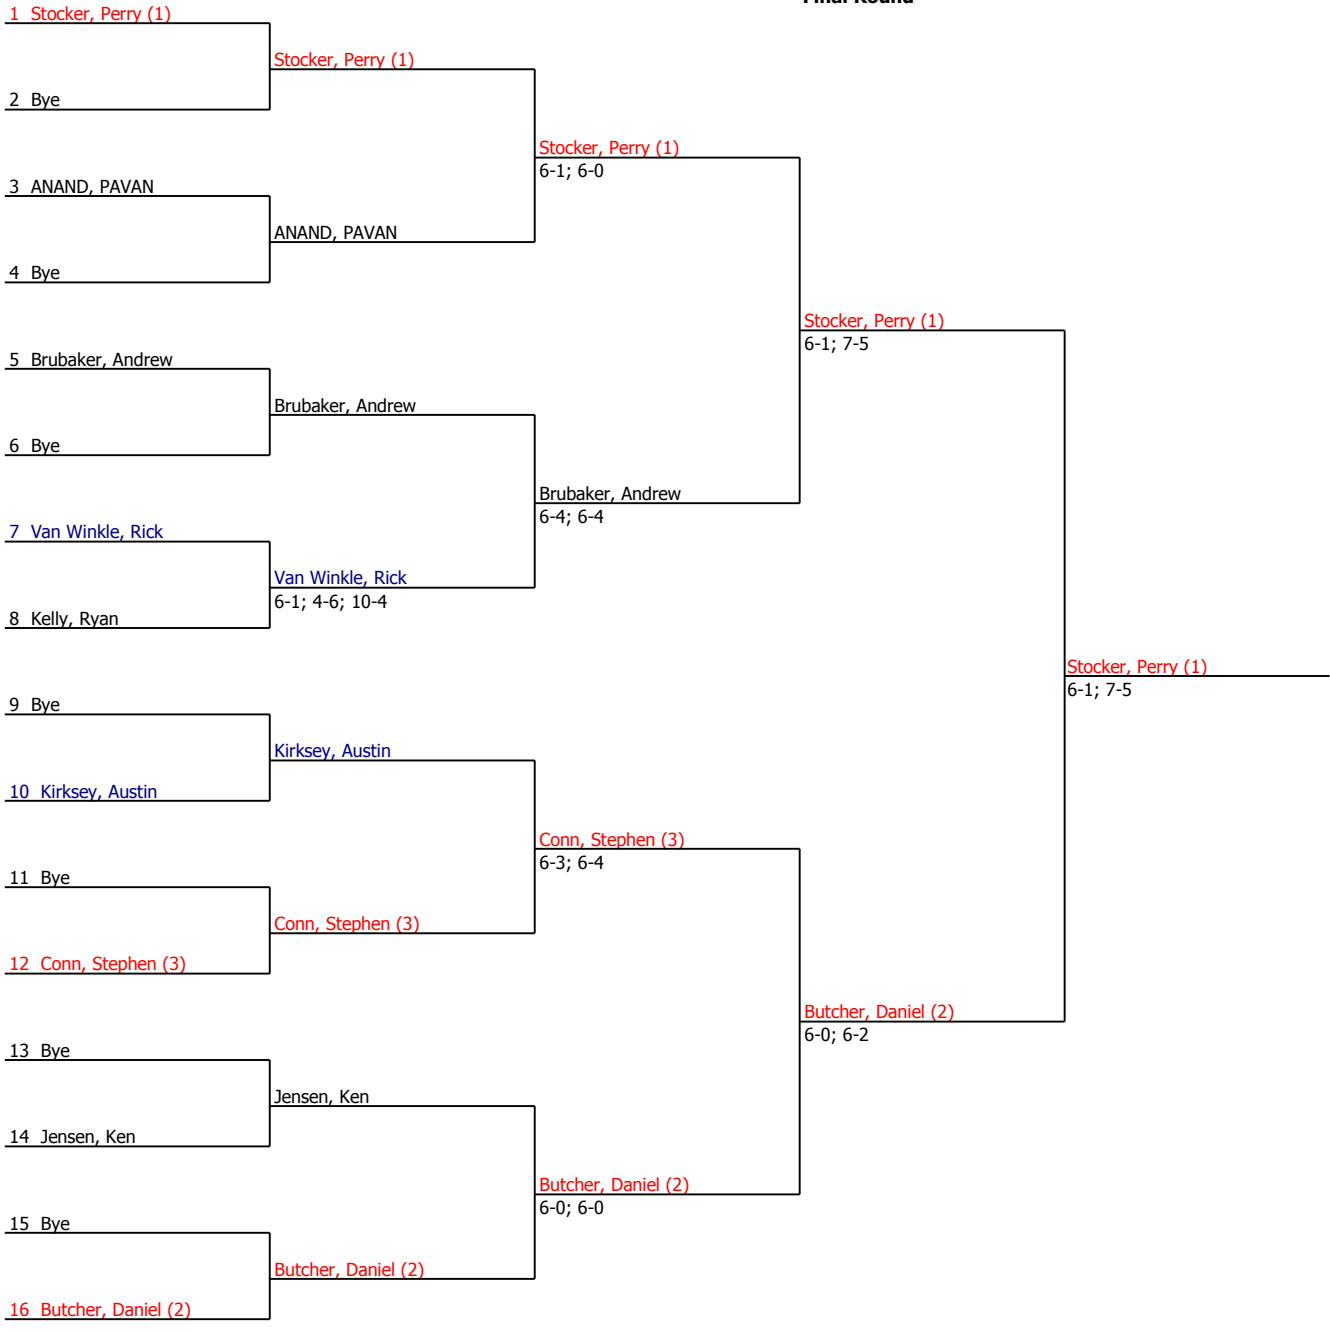 Final Round
1 Stocker, Perry (1)
Stocker, Perry (1)
2 Bye
Stocker, Perry (1)
6-1; 6-0
3 ANAND, PAVAN
ANAND, PAVAN
4 Bye
Stocker, Perry (1)
6-1; 7-5
5 Brubaker, Andrew
Brubaker, Andrew
6 Bye
Brubaker, Andrew
6-4; 6-4
7 Van Winkle, Rick
Van Winkle, Rick
6-1; 4-6; 10-4
8 Kelly, Ryan
Stocker, Perry (1)
6-1; 7-5
9 Bye
Kirksey, Austin
10 Kirksey, Austin
Conn, Stephen (3)
6-3; 6-4
11 Bye
Conn, Stephen (3)
12 Conn, Stephen (3)
Butcher, Daniel (2)
6-0; 6-2
13 Bye
Jensen, Ken
14 Jensen, Ken
Butcher, Daniel (2)
6-0; 6-0
15 Bye
Butcher, Daniel (2)
16 Butcher, Daniel (2)